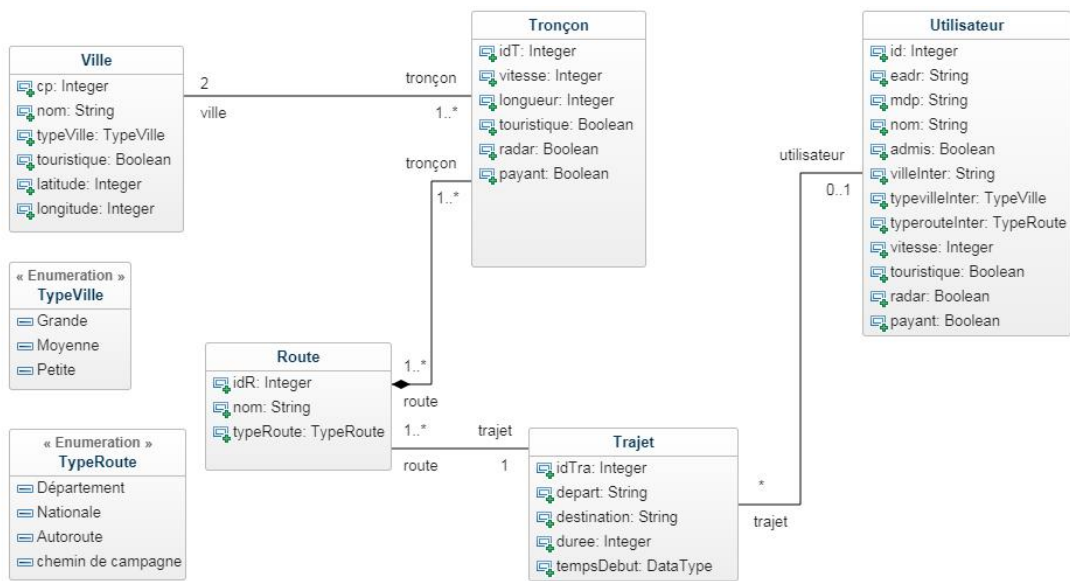 Ville
cp: Integer
nom: String
typeVille: TypeVille
touristique: Boolean
latitude: Integer
longitude: Integer
2
ville
tronçon
1..*
Tronçon
idT: Integer
vitesse: Integer
longueur: Integer
touristique: Boolean
radar: Boolean
payant: Boolean
tronçon
1..*
Utilisateur
id: Integer
eadr: String
mdp: String
nom: String
admis: Boolean
villeInter: String
typevilleInter: TypeVille
typerouteInter: TypeRoute
vitesse: Integer
touristique: Boolean
radar: Boolean
payant: Boolean
utilisateur
0..1
« Enumeration »
TypeVille
Grande
Moyenne
Petite
Route
idR: Integer
nom: String
typeRoute: TypeRoute
1..*
route
1..*
route
trajet
1
« Enumeration »
TypeRoute
Département
Nationale
Autoroute
chemin de campagne
Trajet
idTra: Integer
depart: String
destination: String
duree: Integer
tempsDebut: DataType
*
trajet